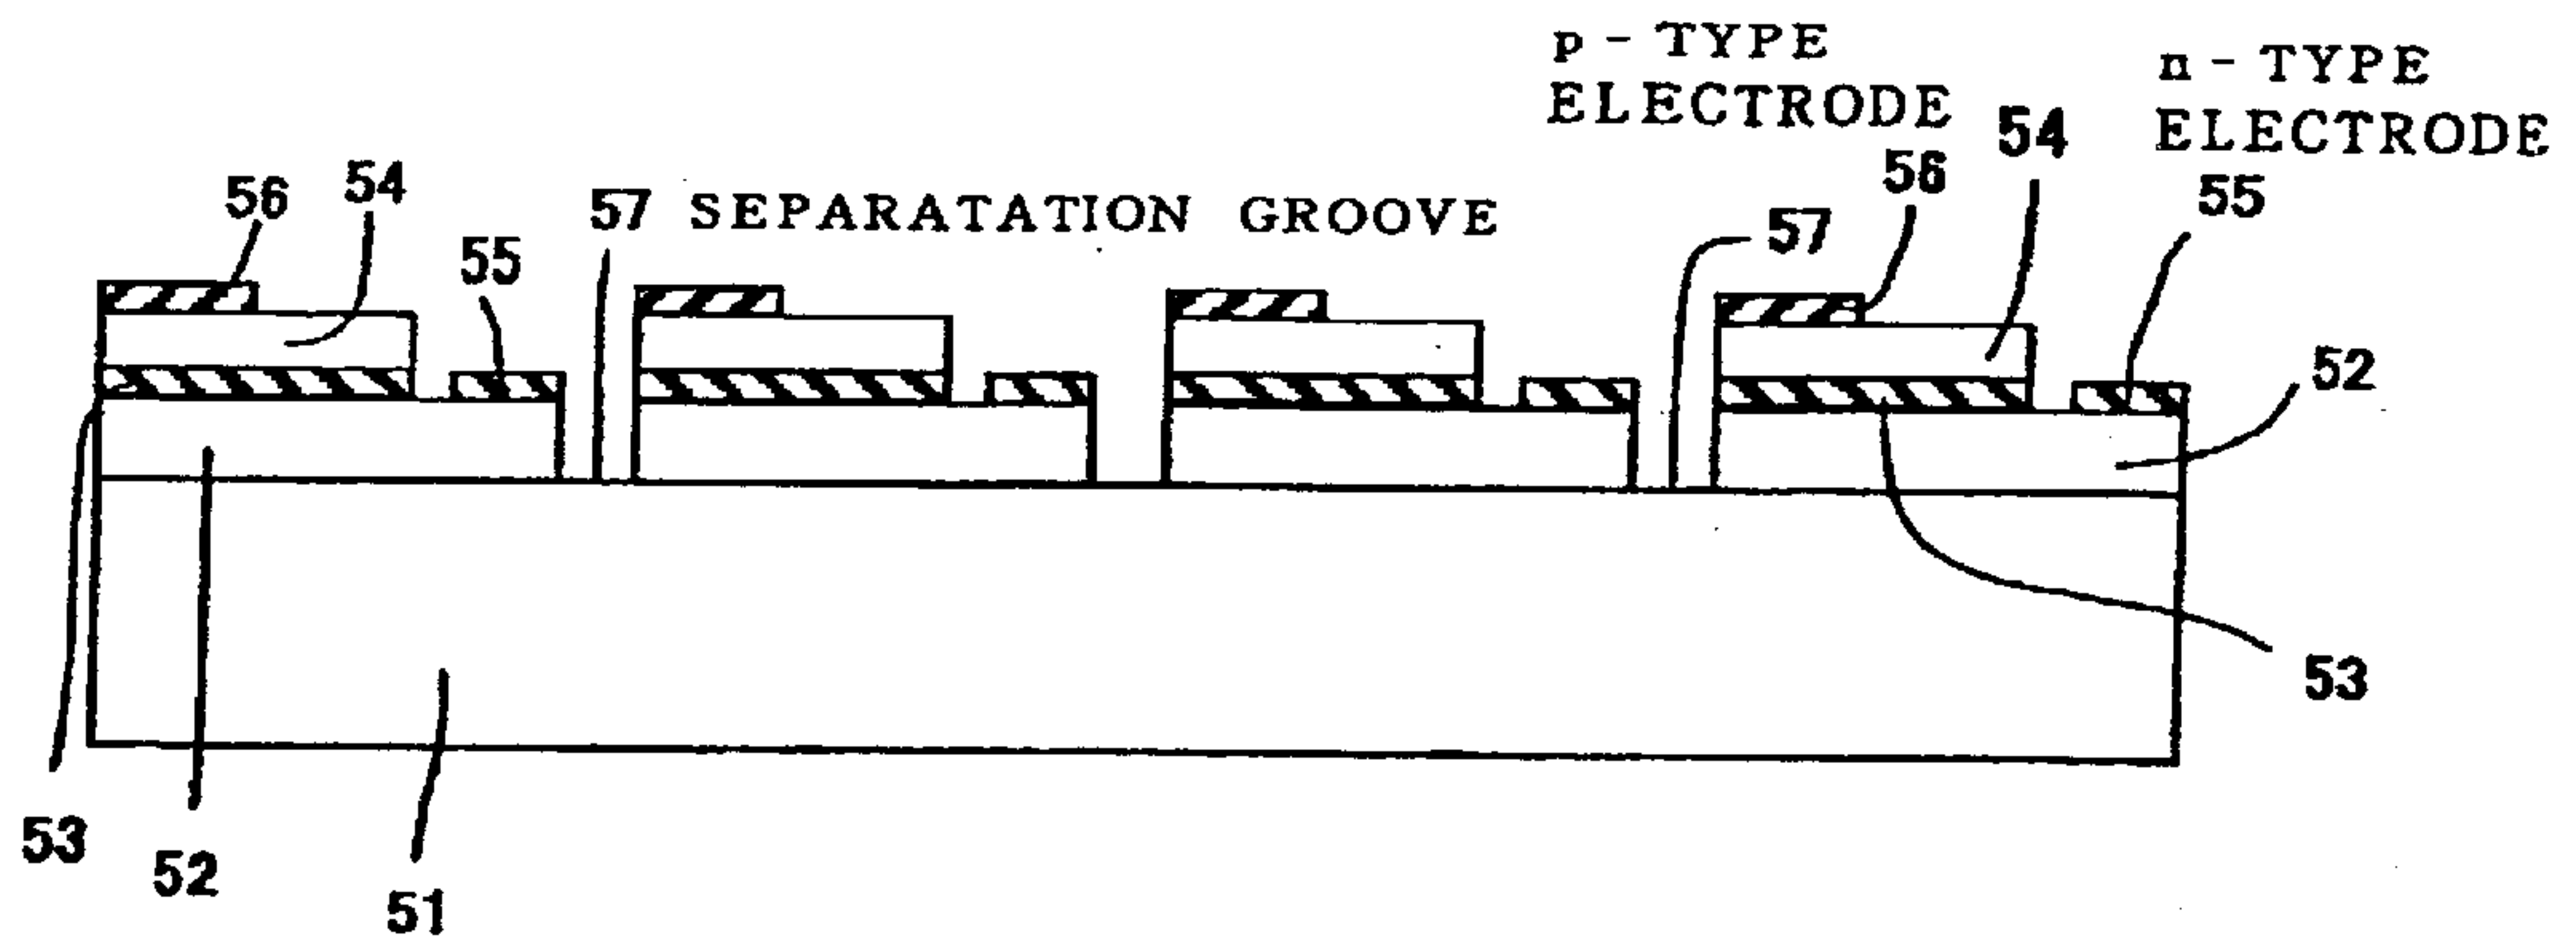 p - TYPE
ELECTRODE
n - TYPE
ELECTRODE
56
54
55
57 SEPARATATION GROOVE
57
56
54
55
52
53
53
52
51